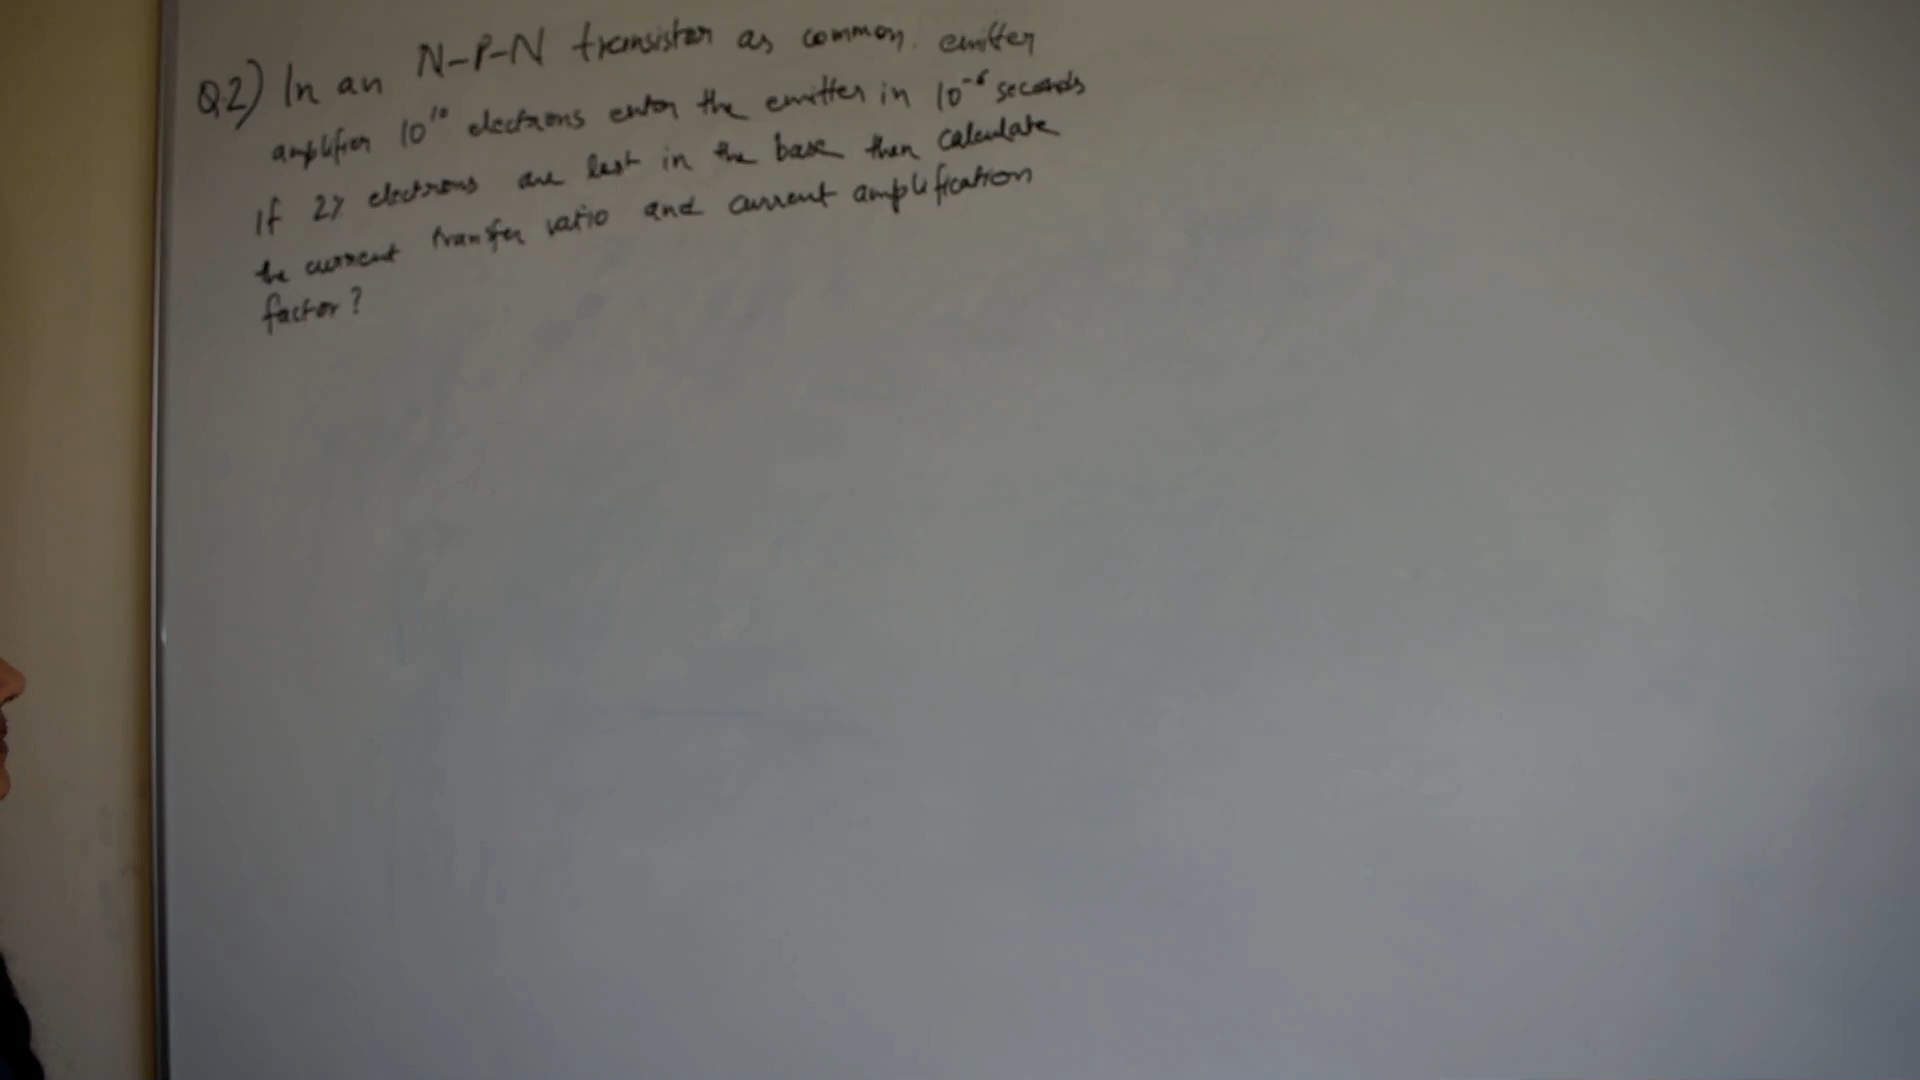 Q2) In an N-P-N transistor as common emitter
amplifier 10¹⁰ electrons enter the emitter in 10⁻⁶ seconds
If 2% electrons are lost in the base then calculate
the current transfer ratio and current amplification
factor?